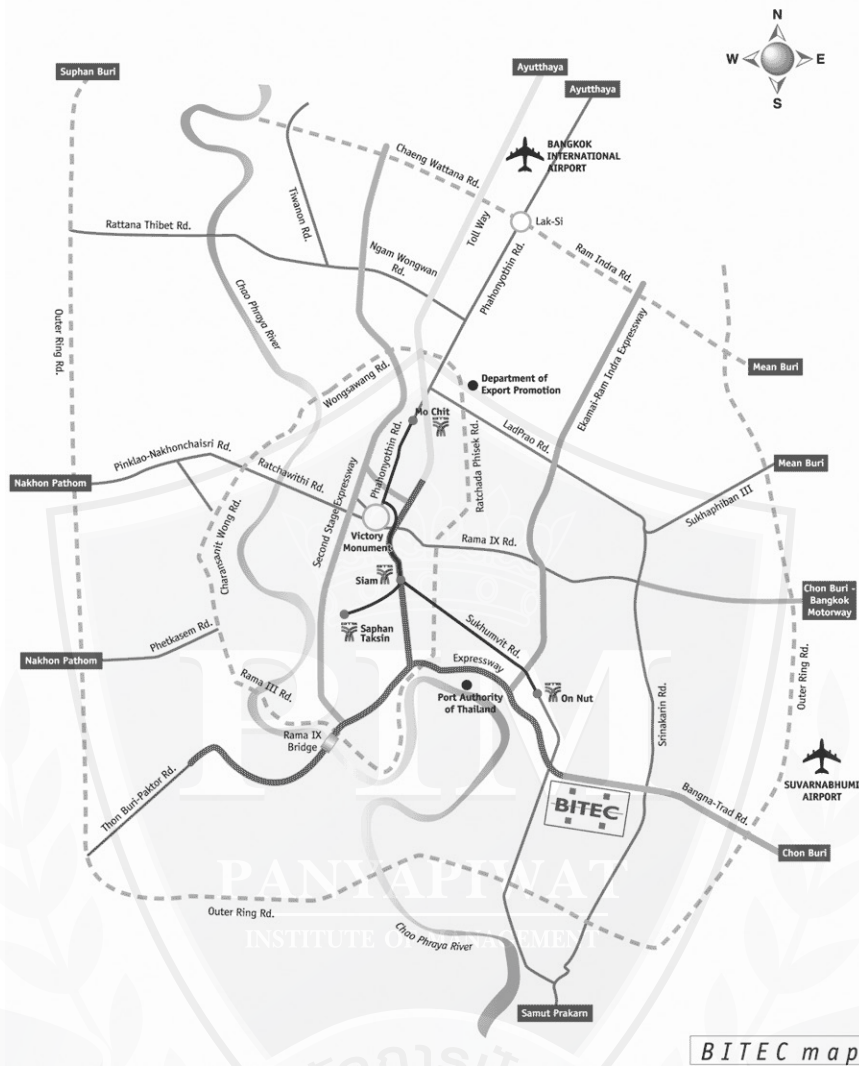 N
W
E
S
Suphan Buri
Ayutthaya
Ayutthaya
BANGKOK
INTERNATIONAL
AIRPORT
Chaeng Wattana Rd.
Tiwanon Rd.
Toll Way
Lak-Si
Rattana Thibet Rd.
Ngam Wongwan
Rd.
Phahonyothin Rd.
Ram Indra Rd.
Chao Phraya River
Outer Ring Rd.
Ekamai-Ram Indra Expressway
Wongsawang Rd.
Mean Buri
Department of
Export Promotion
Mo Chit
LadPrao Rd.
Phahonyothin Rd.
Ratchada Phisek Rd.
Pinklao-Nakhonchaisri Rd.
Mean Buri
Ratchawithi Rd.
Nakhon Pathom
Sukhaphiban III
Second Stage Expressway
Charansanit Wong Rd.
Victory
Monument
Rama IX Rd.
Siam
Chon Buri -
Bangkok
Motorway
Saphan
Taksin
Sukhumvit Rd.
Phetkasem Rd.
Nakhon Pathom
Expressway
Outer Ring Rd.
Rama III Rd.
Port Authority
of Thailand
On Nut
Srinakarin Rd.
Rama IX
Bridge
SUVARNABHUMI
AIRPORT
Thon Buri-Paktor Rd.
BITEC
Bangna-Trad Rd.
Chon Buri
PIM
PANYAPIWAT
INSTITUTE OF MANAGEMENT
Outer Ring Rd.
Chao Phraya River
Samut Prakarn
BITEC map